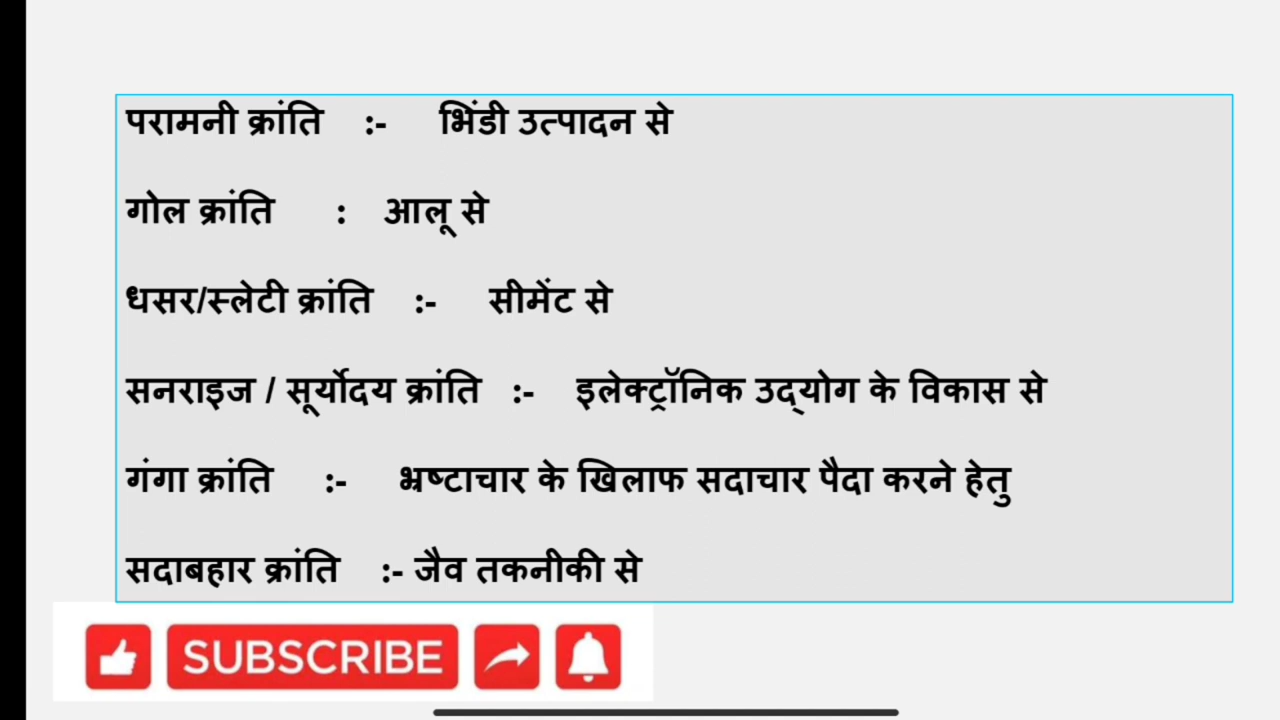 परामनी क्रांति :- भिंडी उत्पादन से
गोल क्रांति : आलू से
धसर/स्लेटी क्रांति :- सीमेंट से
सनराइज / सूर्योदय क्रांति :- इलेक्ट्रॉनिक उद्योग के विकास से
गंगा क्रांति :- भ्रष्टाचार के खिलाफ सदाचार पैदा करने हेतु
सदाबहार क्रांति :- जैव तकनीकी से
SUBSCRIBE